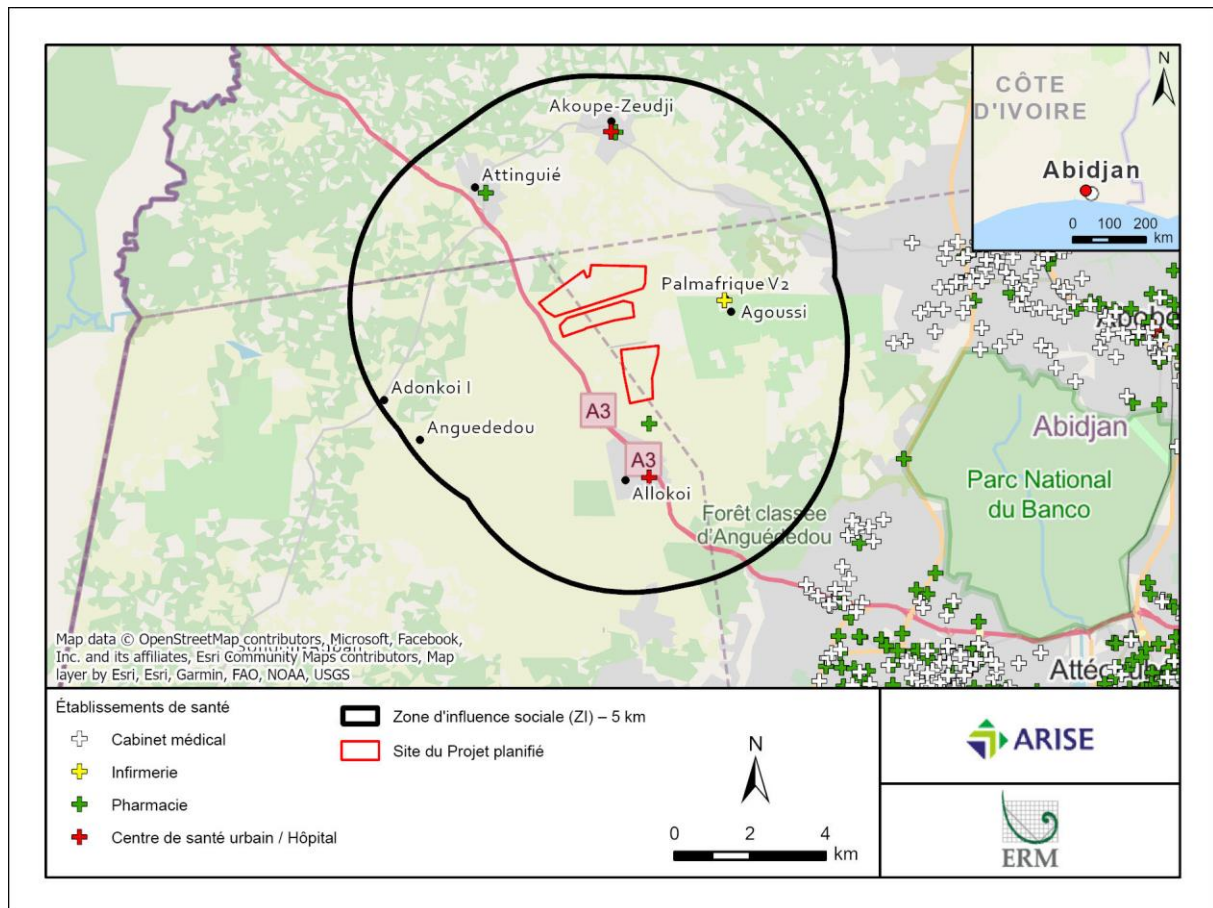 N
CÔTE
D'IVOIRE
Abidjan
0 100 200
km
Akoupe-Zeudji
Attinguié
Palmafrique V2
Agoussi
Adonkoi I
Anguededou
A3
A3
Allokoi
Forêt classée
d'Anguédedou
Abidjan
Parc National
du Banco
Map data © OpenStreetMap contributors, Microsoft, Facebook,
Inc. and its affiliates, Esri Community Maps contributors, Map
layer by Esri, Esri, Garmin, FAO, NOAA, USGS
Établissements de santé
Cabinet médical
Infirmerie
Pharmacie
Centre de santé urbain / Hôpital
Zone d'influence sociale (ZI) – 5 km
Site du Projet planifié
N
0 2 4
km
ARISE
ERM